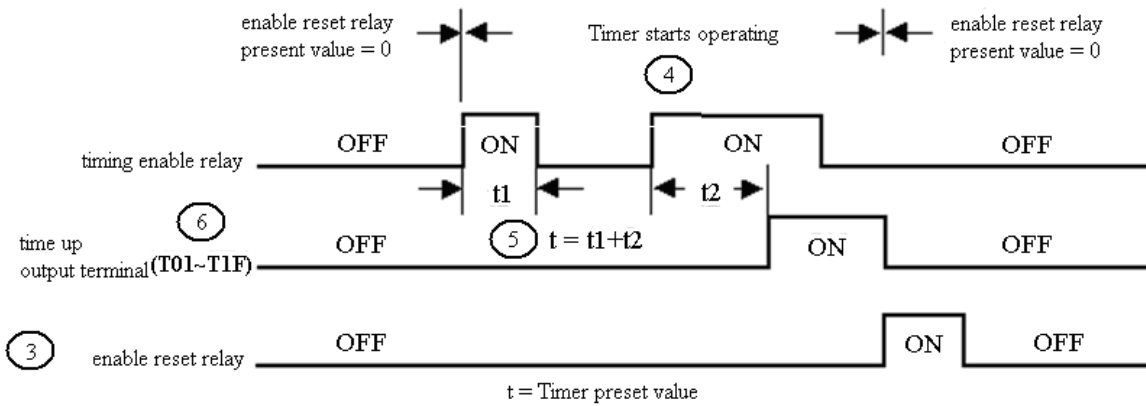 enable reset relay
present value = 0
Timer starts operating
enable reset relay
present value = 0
4
timing enable relay
OFF
ON
ON
OFF
t1
t2
6
5
t = t1+t2
time up
output terminal(T01~T1F)
OFF
ON
OFF
3
enable reset relay
OFF
ON
OFF
t = Timer preset value